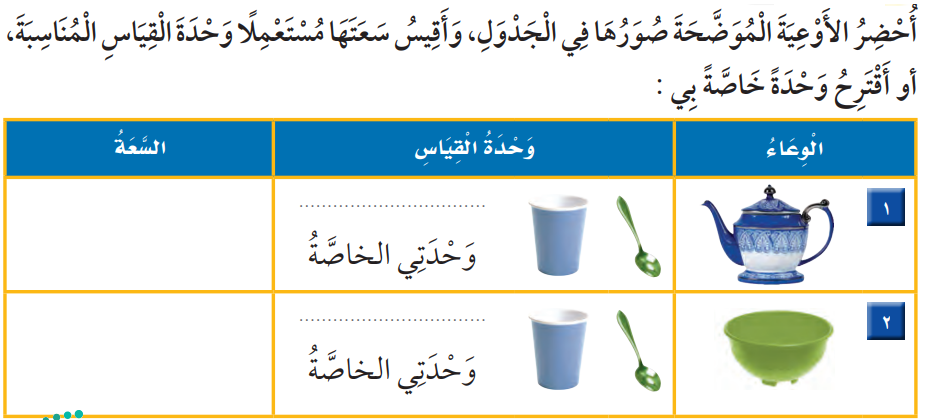 أُحْضِرُ الأَوْعِيَةَ الْمُوَضَّحَةَ صُوَرُهَا فِي الْجَدْوَلِ، وَأَقِيسُ سَعَتَهَا مُسْتَعْمِلًا وَحْدَةَ الْقِيَاسِ الْمُنَاسِبَةَ،
أو أَقْتَرِحُ وَحْدَةً خَاصَّةً بِي :
الْوِعَاءُ وَحْدَةُ الْقِيَاسِ السَّعَةُ
١ ..................................
وَحْدَتِي الخاصَّةُ
٢ ..................................
وَحْدَتِي الخاصَّةُ